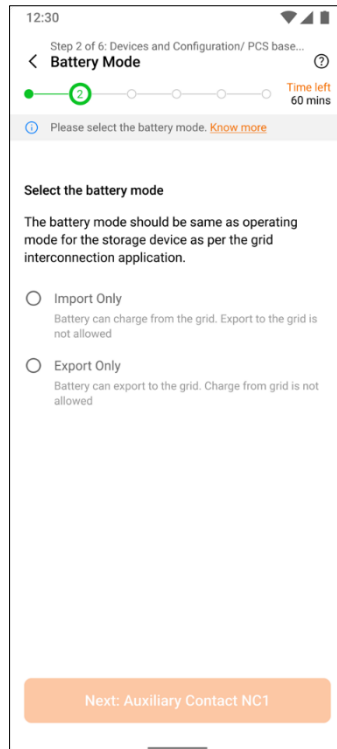 12:30
Step 2 of 6: Devices and Configuration/ PCS base...
Battery Mode
2
Time left
60 mins
Please select the battery mode. Know more
Select the battery mode
The battery mode should be same as operating
mode for the storage device as per the grid
interconnection application.
Import Only
Battery can charge from the grid. Export to the grid is
not allowed
Export Only
Battery can export to the grid. Charge from grid is not
allowed
Next: Auxiliary Contact NC1